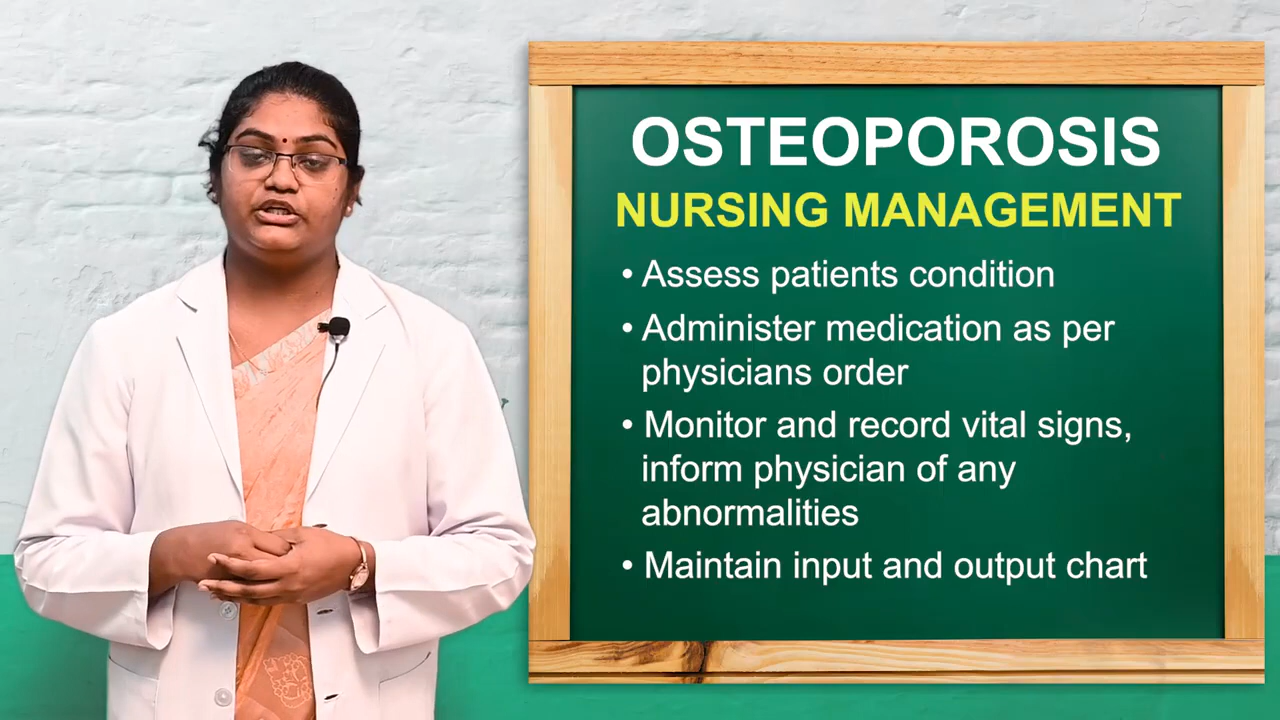 OSTEOPOROSIS
NURSING MANAGEMENT
• Assess patients condition
• Administer medication as per
physicians order
• Monitor and record vital signs,
inform physician of any
abnormalities
• Maintain input and output chart